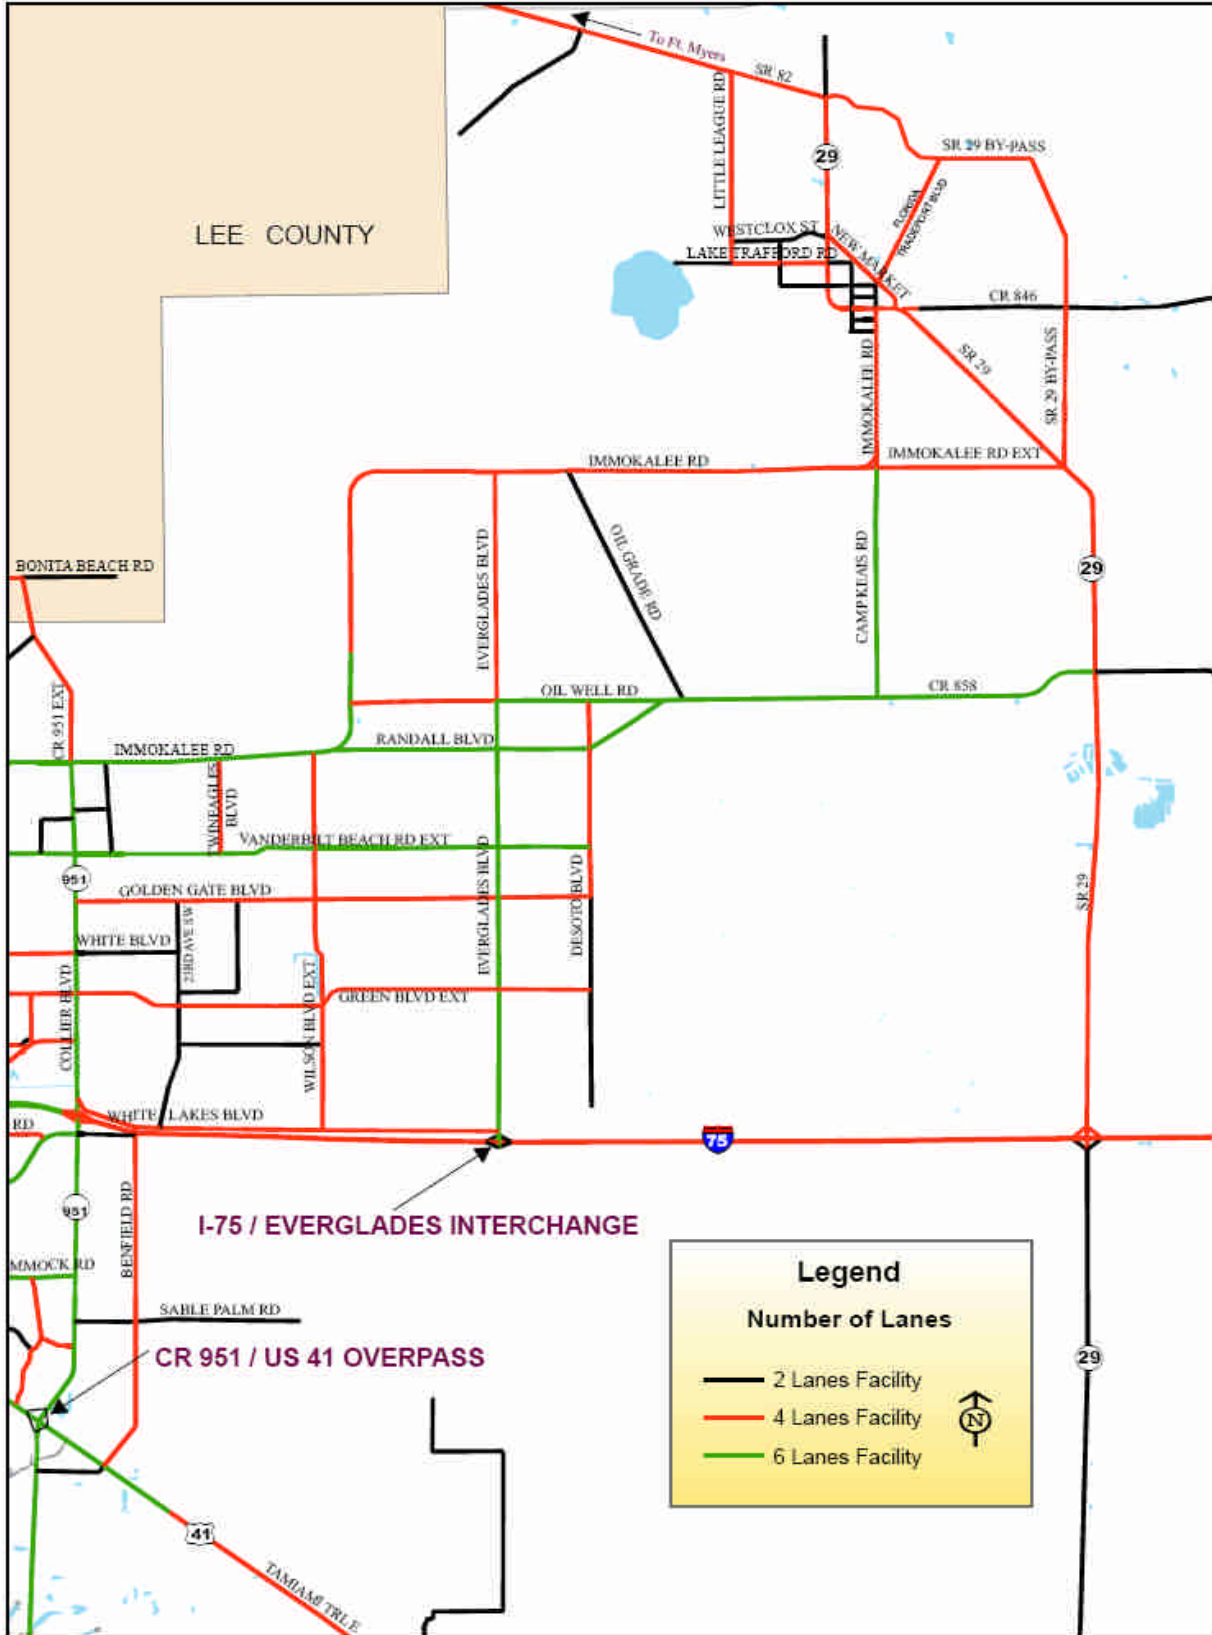 To Ft. Myers
SR 82
LITTLE LEAGUE RD
29
SR 29 BY-PASS
FLORIDA
TRADEPORT BLVD
LEE COUNTY
WESTCLOX ST
NEW MARKET
LAKE TRAFFORD RD
CR 846
SR 29
SR 29 BY-PASS
IMMOKALEE RD
IMMOKALEE RD
IMMOKALEE RD EXT
BONITA BEACH RD
EVERGLADES BLVD
OIL GRADE RD
CAMP KEAIS RD
29
OIL WELL RD
CR 858
CR 951 EXT
IMMOKALEE RD
RANDALL BLVD
TWINEAGLES
BLVD
VANDERBILT BEACH RD EXT
951
GOLDEN GATE BLVD
EVERGLADES BLVD
DESOTO BLVD
SR 29
WHITE BLVD
23RD AVE SW
COLLIER BLVD
WILSON BLVD EXT
GREEN BLVD EXT
WHITE LAKES BLVD
RD
75
951
BENFIELD RD
I-75 / EVERGLADES INTERCHANGE
MMOCK RD
SABLE PALM RD
CR 951 / US 41 OVERPASS
Legend
Number of Lanes
2 Lanes Facility
4 Lanes Facility
6 Lanes Facility
N
29
41
TAMIAMI TRL E